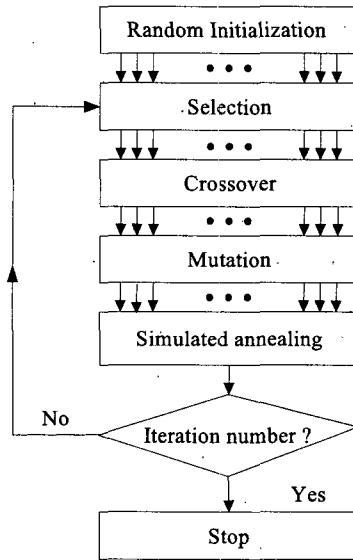 Random Initialization
Selection
Crossover
Mutation
Simulated annealing
No
Iteration number ?
Yes
Stop